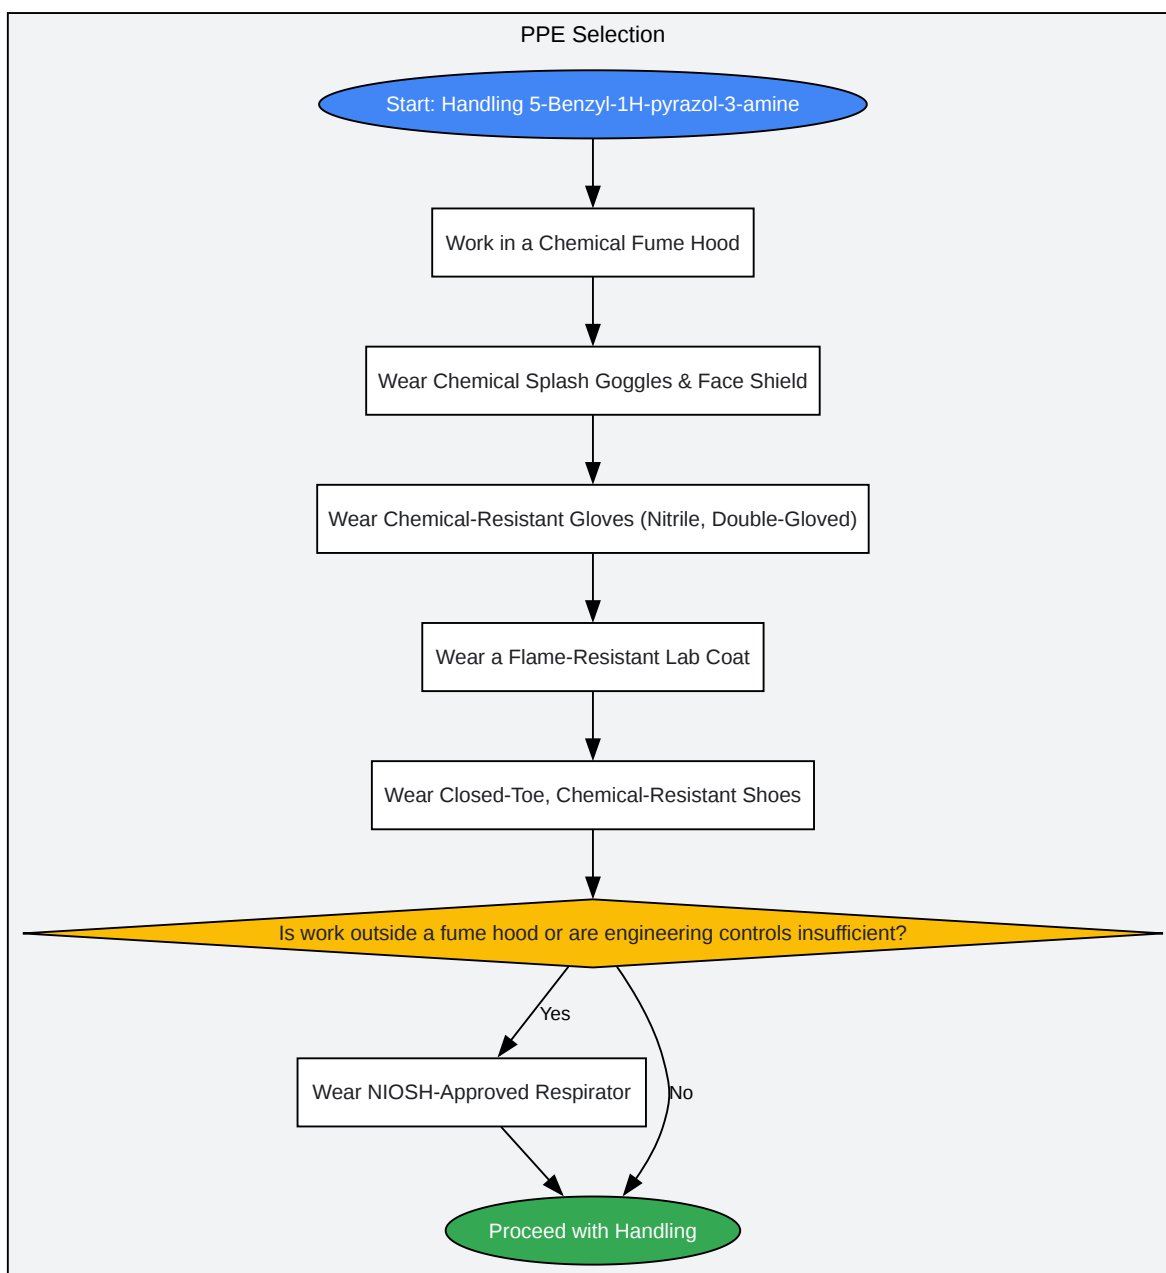 PPE Selection
Start: Handling 5-Benzyl-1H-pyrazol-3-amine
Work in a Chemical Fume Hood
Wear Chemical Splash Goggles & Face Shield
Wear Chemical-Resistant Gloves (Nitrile, Double-Gloved)
Wear a Flame-Resistant Lab Coat
Wear Closed-Toe, Chemical-Resistant Shoes
Is work outside a fume hood or are engineering controls insufficient?
Yes
Wear NIOSH-Approved Respirator
No
Proceed with Handling